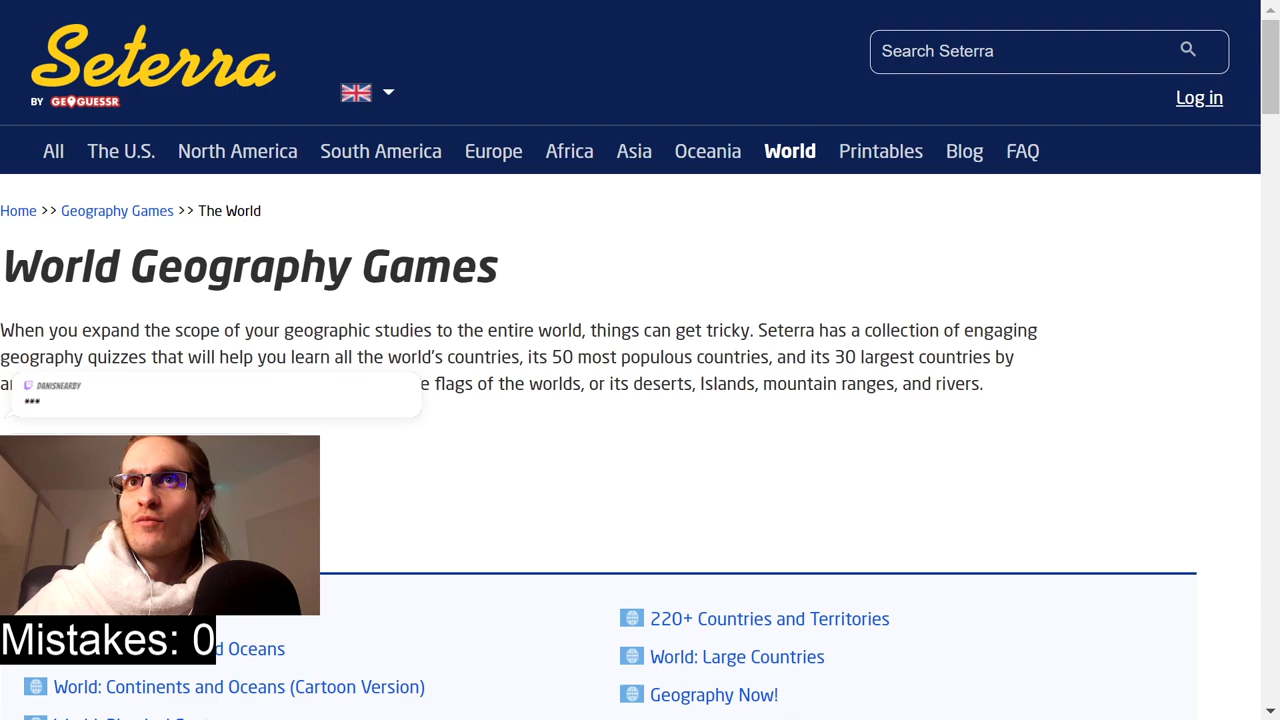 Seterra
BY GEOGUESSR
Search Seterra
Log in
All The U.S. North America South America Europe Africa Asia Oceania World Printables Blog FAQ
Home >> Geography Games >> The World
World Geography Games
When you expand the scope of your geographic studies to the entire world, things can get tricky. Seterra has a collection of engaging
geography quizzes that will help you learn all the world's countries, its 50 most populous countries, and its 30 largest countries by
e flags of the worlds, or its deserts, Islands, mountain ranges, and rivers.
DANISNEARBY
***
Mistakes: 0
d Oceans
World: Continents and Oceans (Cartoon Version)
220+ Countries and Territories
World: Large Countries
Geography Now!